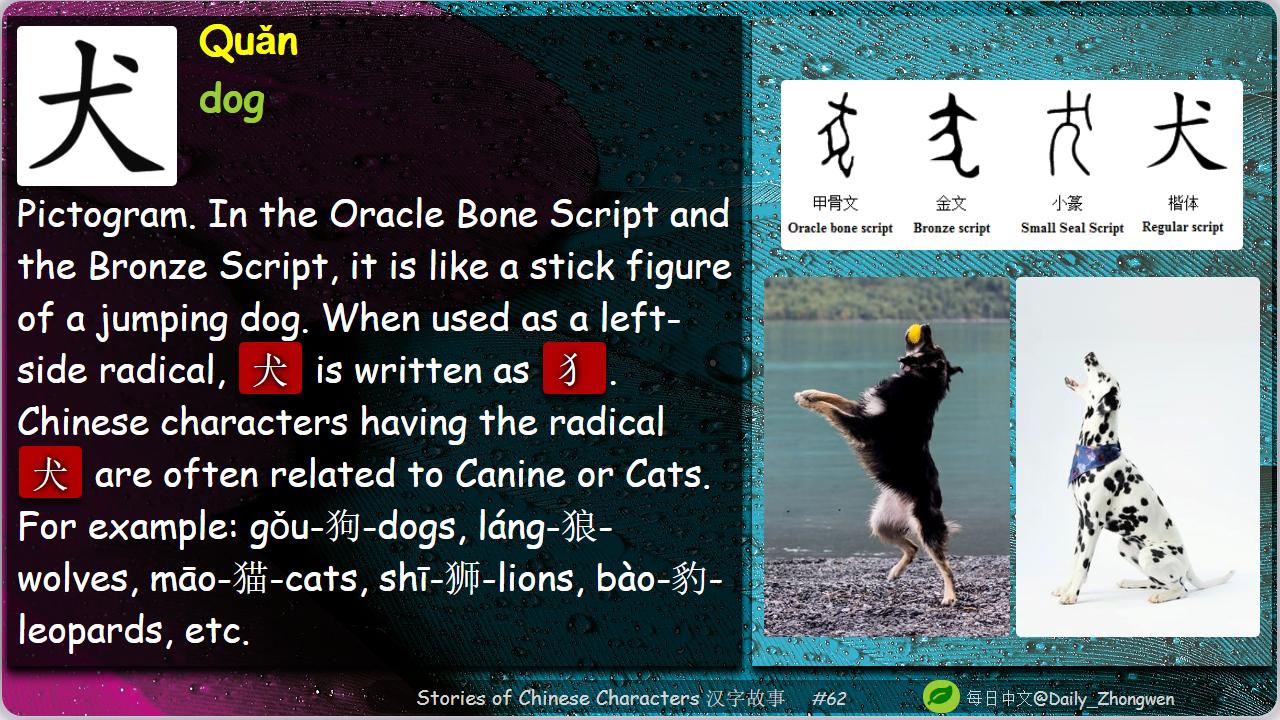 犬
Quǎn
dog
Pictogram. In the Oracle Bone Script and
the Bronze Script, it is like a stick figure
of a jumping dog. When used as a left-
side radical, 犬 is written as 犭.
Chinese characters having the radical
犬 are often related to Canine or Cats.
For example: gǒu-狗-dogs, láng-狼-
wolves, māo-猫-cats, shī-狮-lions, bào-豹-
leopards, etc.
犬
甲骨文 金文 小篆 楷体
Oracle bone script Bronze script Small Seal Script Regular script
Stories of Chinese Characters 汉字故事 #62
每日中文@Daily_Zhongwen